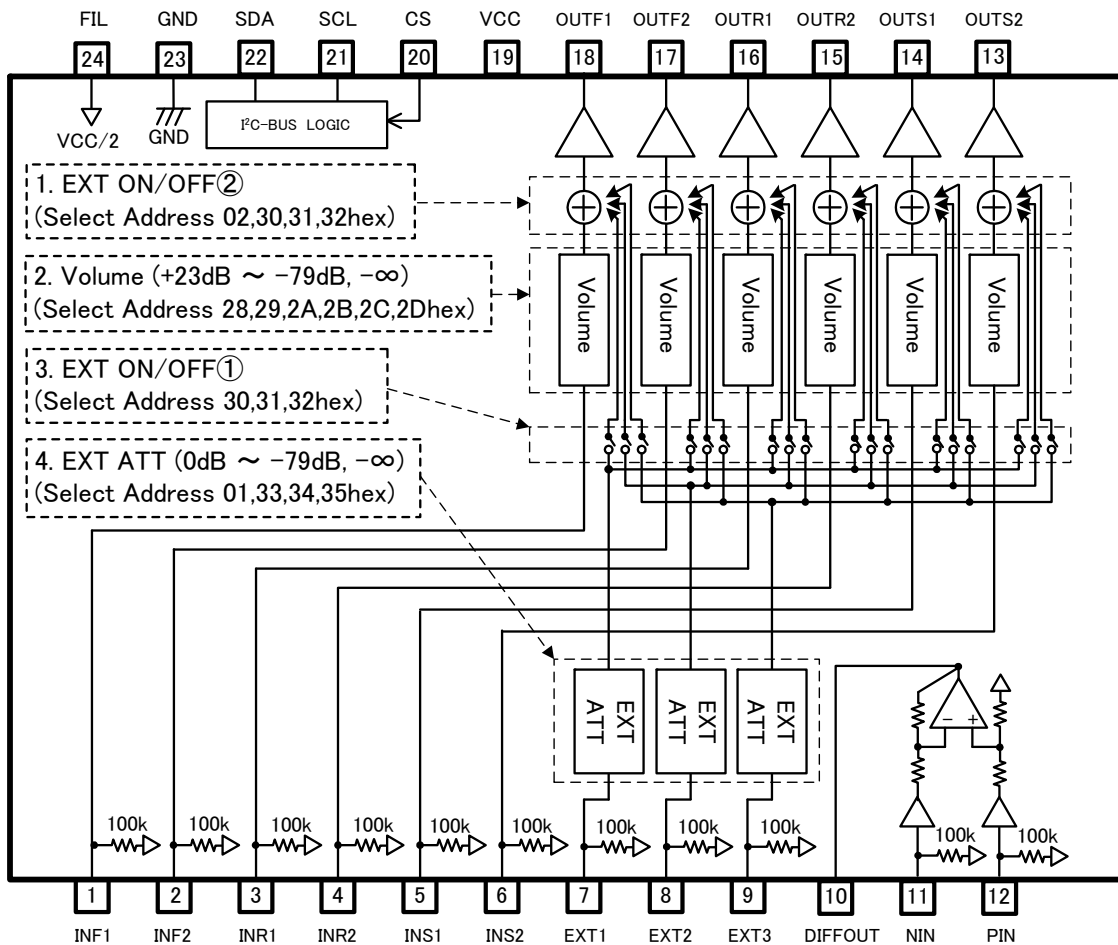 FIL GND SDA SCL CS VCC OUTF1 OUTF2 OUTR1 OUTR2 OUTS1 OUTS2
24 23 22 21 20 19 18 17 16 15 14 13
VCC/2 GND I²C-BUS LOGIC
1. EXT ON/OFF②
(Select Address 02,30,31,32hex)
2. Volume (+23dB ～ −79dB, −∞)
(Select Address 28,29,2A,2B,2C,2Dhex)
Volume Volume Volume Volume Volume Volume
3. EXT ON/OFF①
(Select Address 30,31,32hex)
4. EXT ATT (0dB ～ −79dB, −∞)
(Select Address 01,33,34,35hex)
EXT ATT EXT ATT EXT ATT
− +
100k 100k 100k 100k 100k 100k 100k 100k 100k 100k 100k
1 2 3 4 5 6 7 8 9 10 11 12
INF1 INF2 INR1 INR2 INS1 INS2 EXT1 EXT2 EXT3 DIFFOUT NIN PIN